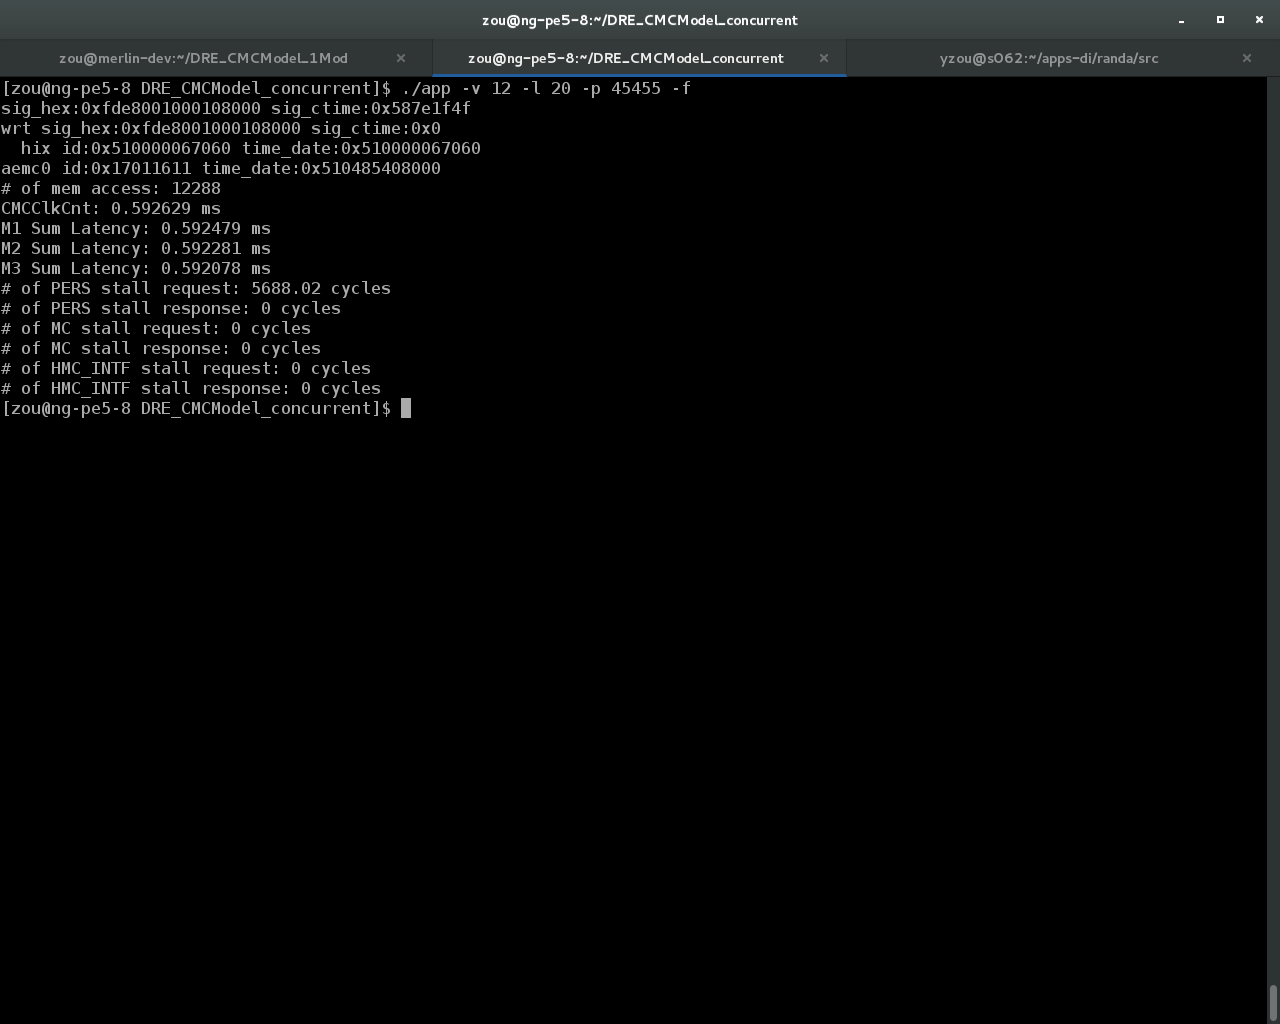 zou@ng-pe5-8:~/DRE_CMCModel_concurrent
zou@merlin-dev:~/DRE_CMCModel_1Mod
zou@ng-pe5-8:~/DRE_CMCModel_concurrent
yzou@s062:~/apps-di/randa/src
[zou@ng-pe5-8 DRE_CMCModel_concurrent]$ ./app -v 12 -l 20 -p 45455 -f
sig_hex:0xfde8001000108000 sig_ctime:0x587e1f4f
wrt sig_hex:0xfde8001000108000 sig_ctime:0x0
  hix id:0x510000067060 time_date:0x510000067060
aemc0 id:0x17011611 time_date:0x510485408000
# of mem access: 12288
CMCClkCnt: 0.592629 ms
M1 Sum Latency: 0.592479 ms
M2 Sum Latency: 0.592281 ms
M3 Sum Latency: 0.592078 ms
# of PERS stall request: 5688.02 cycles
# of PERS stall response: 0 cycles
# of MC stall request: 0 cycles
# of MC stall response: 0 cycles
# of HMC_INTF stall request: 0 cycles
# of HMC_INTF stall response: 0 cycles
[zou@ng-pe5-8 DRE_CMCModel_concurrent]$